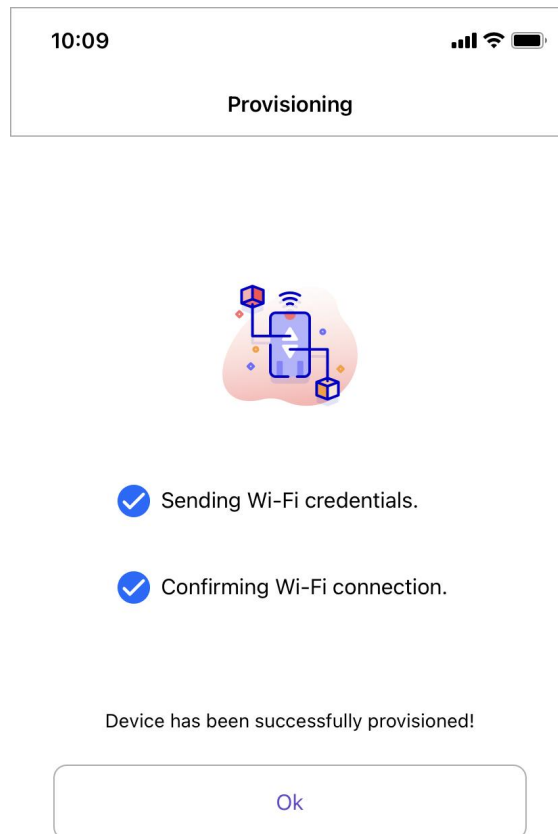 10:09
Provisioning
Sending Wi-Fi credentials.
Confirming Wi-Fi connection.
Device has been successfully provisioned!
Ok